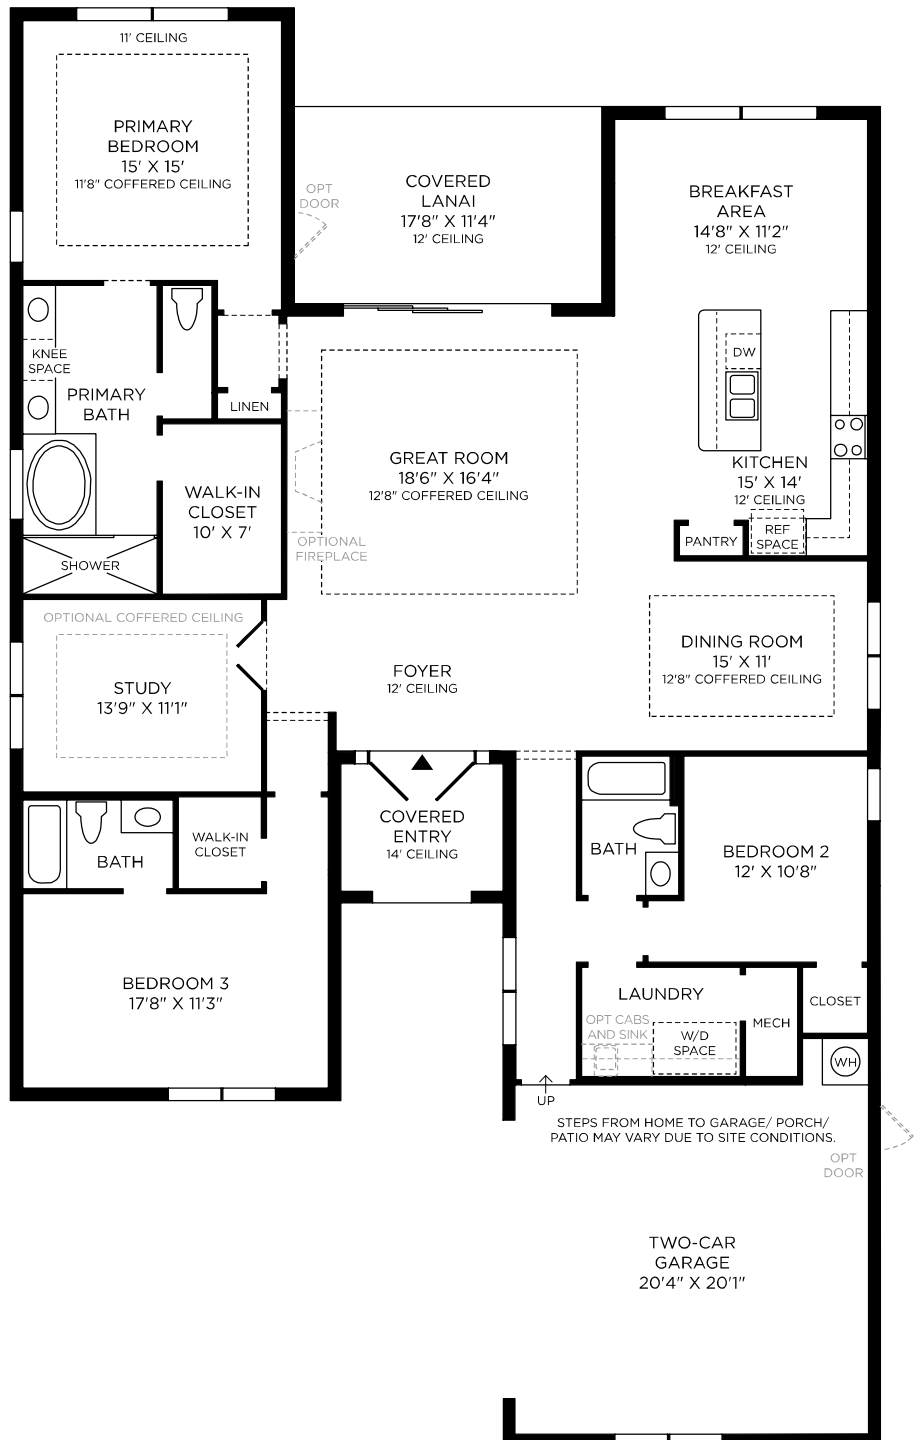 11' CEILING
PRIMARY
BEDROOM
15' X 15'
11'8" COFFERED CEILING
OPT
DOOR
COVERED
LANAI
17'8" X 11'4"
12' CEILING
BREAKFAST
AREA
14'8" X 11'2"
12' CEILING
KNEE
SPACE
PRIMARY
BATH
LINEN
DW
GREAT ROOM
18'6" X 16'4"
12'8" COFFERED CEILING
KITCHEN
15' X 14'
12' CEILING
WALK-IN
CLOSET
10' X 7'
OPTIONAL
FIREPLACE
PANTRY
REF
SPACE
SHOWER
OPTIONAL COFFERED CEILING
STUDY
13'9" X 11'1"
FOYER
12' CEILING
DINING ROOM
15' X 11'
12'8" COFFERED CEILING
BATH
WALK-IN
CLOSET
COVERED
ENTRY
14' CEILING
BATH
BEDROOM 2
12' X 10'8"
BEDROOM 3
17'8" X 11'3"
LAUNDRY
OPT CABS
AND SINK
W/D
SPACE
MECH
CLOSET
WH
UP
STEPS FROM HOME TO GARAGE/ PORCH/
PATIO MAY VARY DUE TO SITE CONDITIONS.
OPT
DOOR
TWO-CAR
GARAGE
20'4" X 20'1"